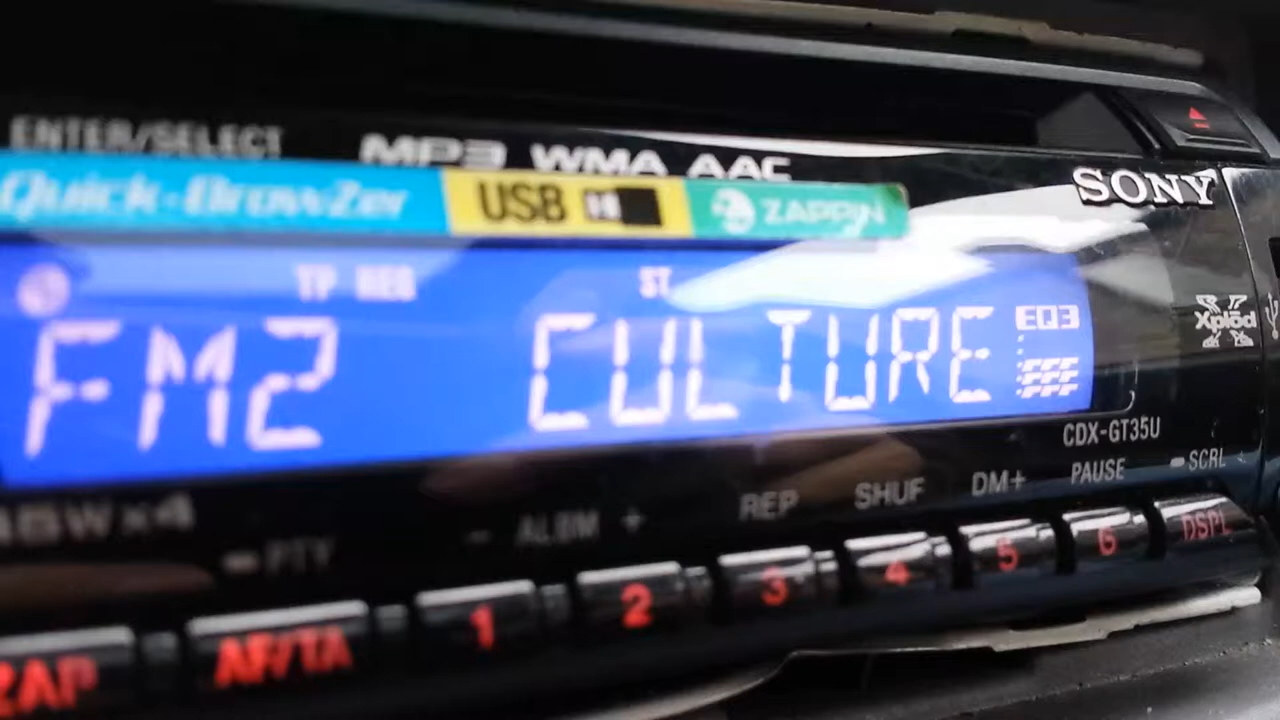 ENTER/SELECT
MP3 WMA AAC
SONY
Quick-BrowZer USB ZAPPIN
TP REG ST
FM2 CULTURE EQ3
Xplod
CDX-GT35U
REP SHUF DM+ PAUSE SCRL
- ALBM +
PTY
ZAP AF/TA 1 2 3 4 5 6 DSPL